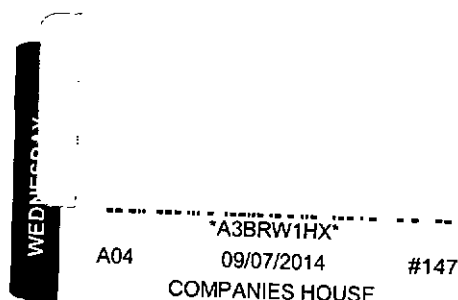 WEDNESDAY
*A3BRW1HX*
A04 09/07/2014 #147
COMPANIES HOUSE